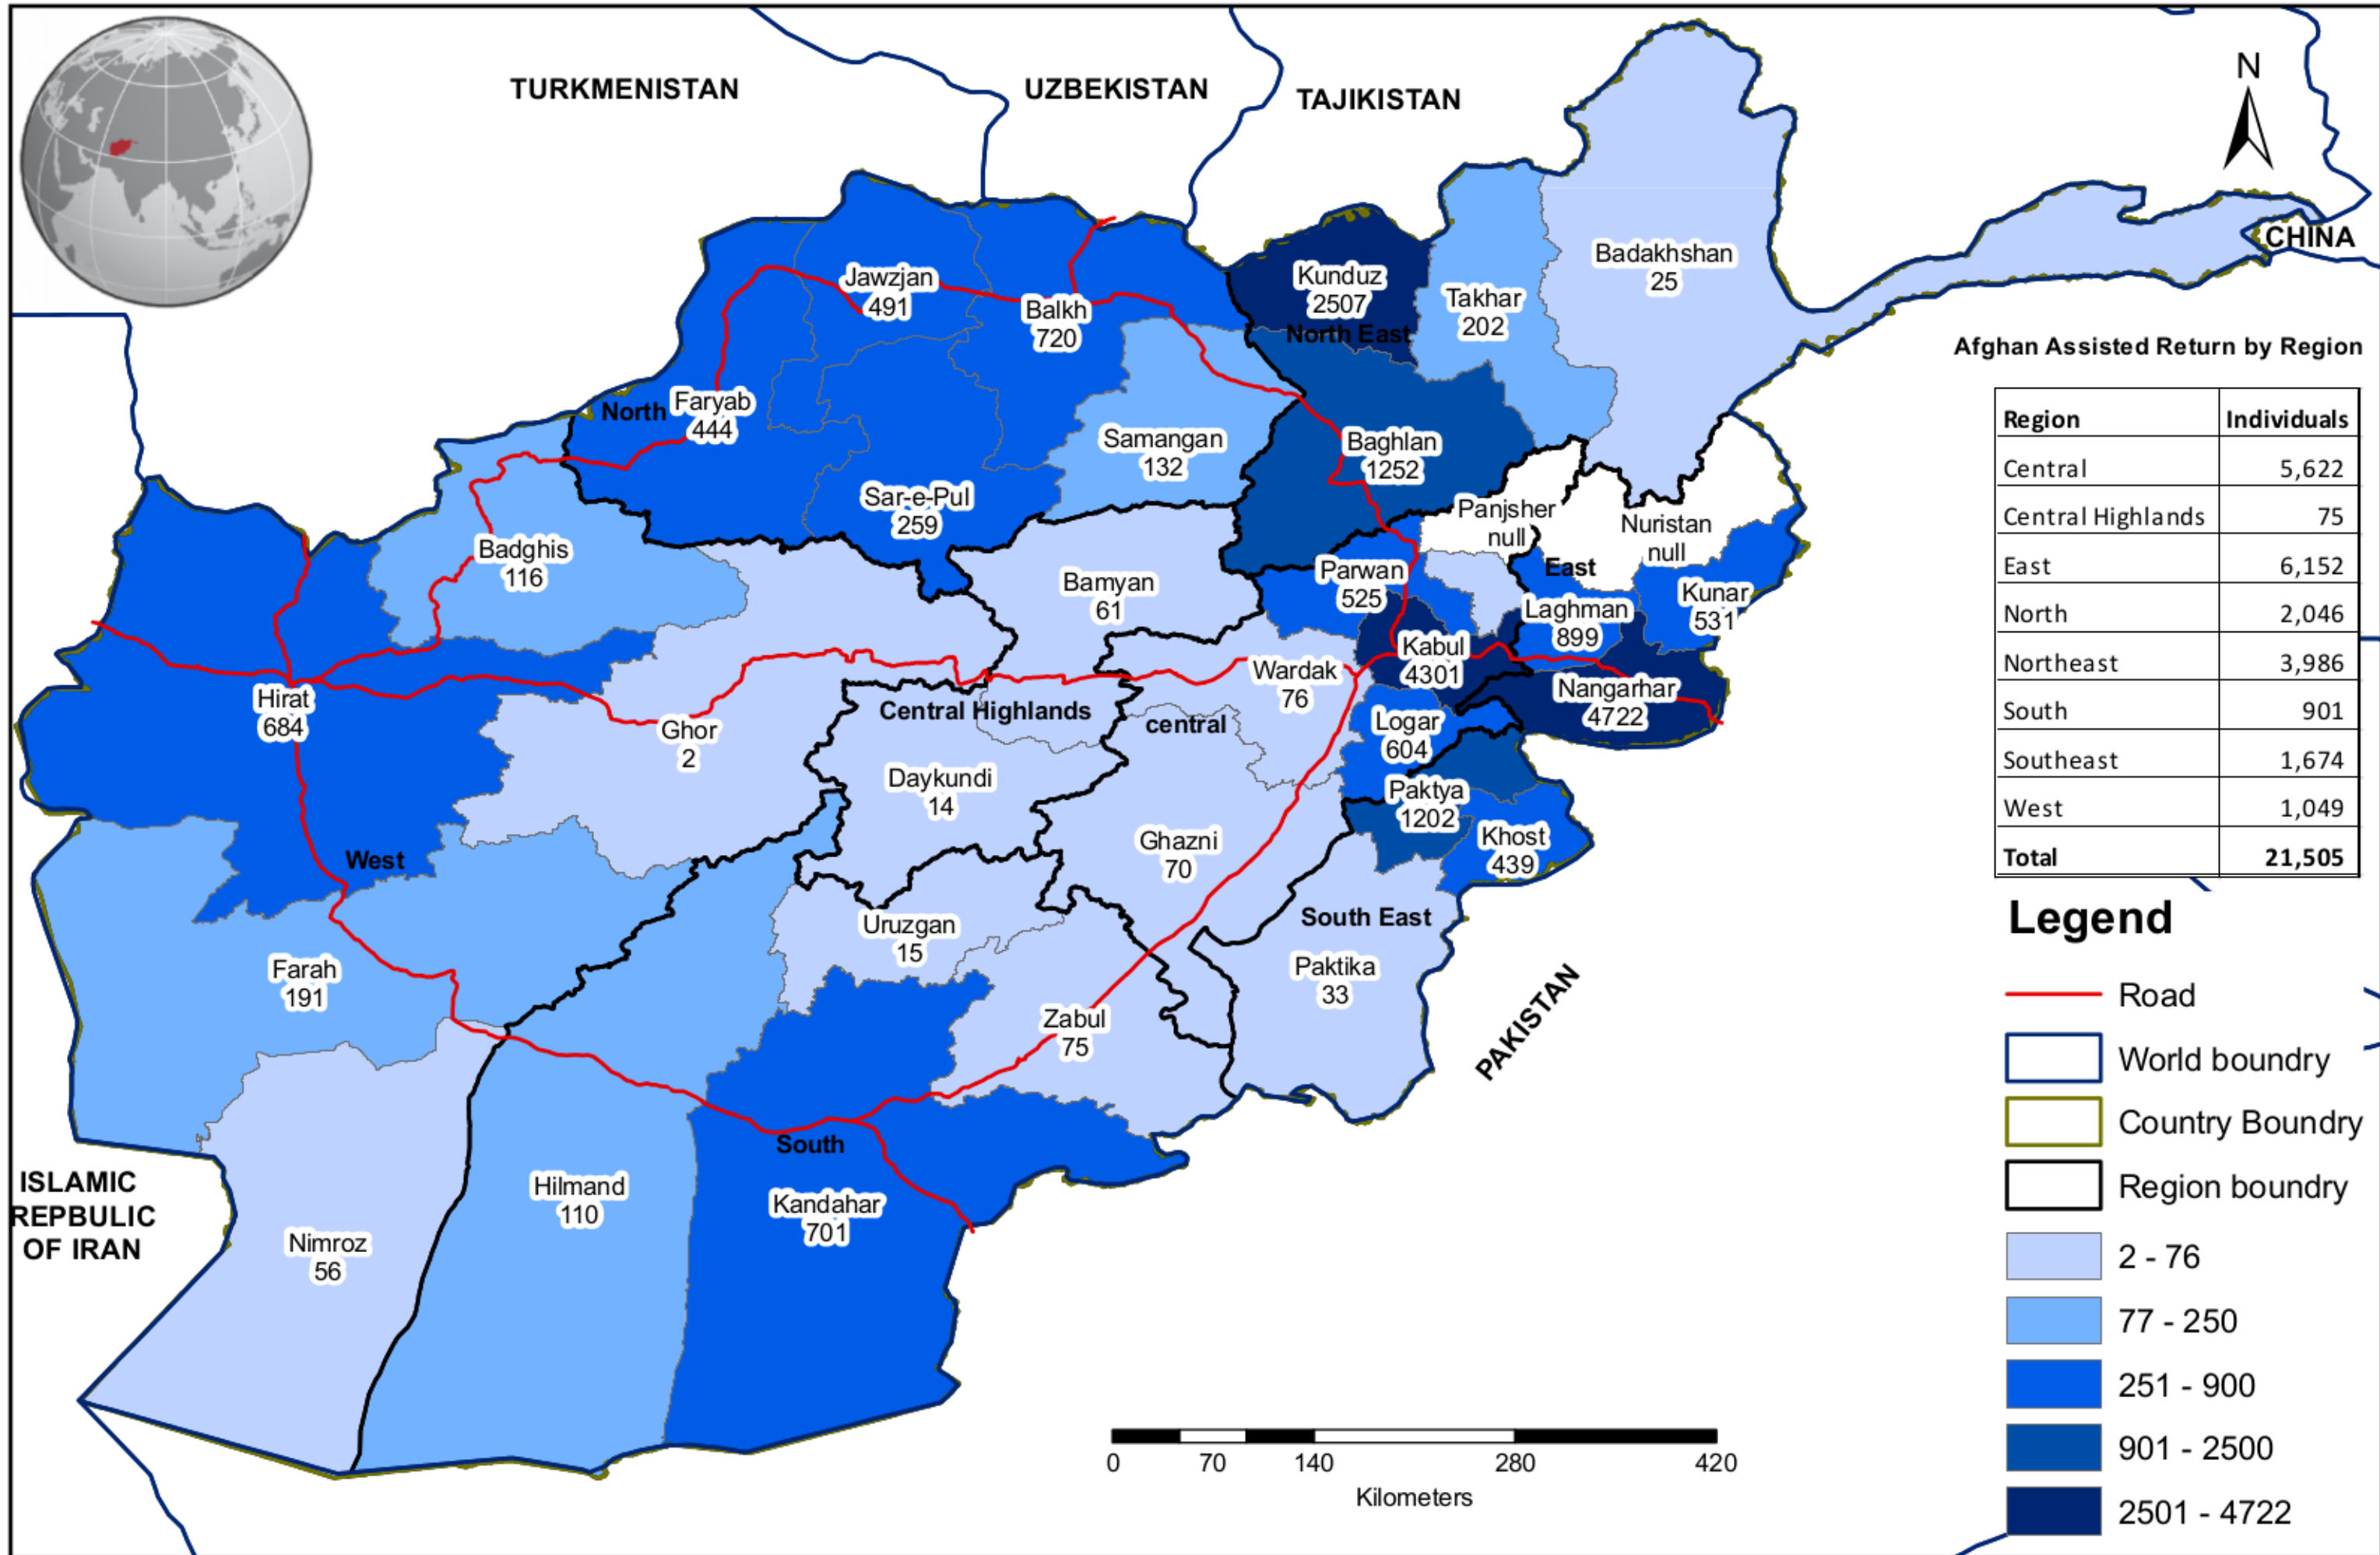 TURKMENISTAN
UZBEKISTAN
TAJIKISTAN
N
CHINA
Badakhshan
25
Kunduz
2507
North East
Takhar
202
Jawzjan
491
Balkh
720
North
Faryab
444
Samangan
132
Baghlan
1252
Sar-e-Pul
259
Panjsher
null
Nuristan
null
Badghis
116
Bamyan
61
Parwan
525
East
Laghman
899
Kunar
531
Kabul
4301
Wardak
76
Nangarhar
4722
Hirat
684
Ghor
2
Central Highlands
central
Logar
604
Daykundi
14
Paktya
1202
Ghazni
70
Khost
439
West
Uruzgan
15
South East
Farah
191
Paktika
33
Zabul
75
PAKISTAN
South
ISLAMIC
REPBULIC
OF IRAN
Hilmand
110
Kandahar
701
Nimroz
56
0 70 140 280 420
Kilometers
Afghan Assisted Return by Region
Region Individuals
Central 5,622
Central Highlands 75
East 6,152
North 2,046
Northeast 3,986
South 901
Southeast 1,674
West 1,049
Total 21,505
Legend
Road
World boundry
Country Boundry
Region boundry
2 - 76
77 - 250
251 - 900
901 - 2500
2501 - 4722